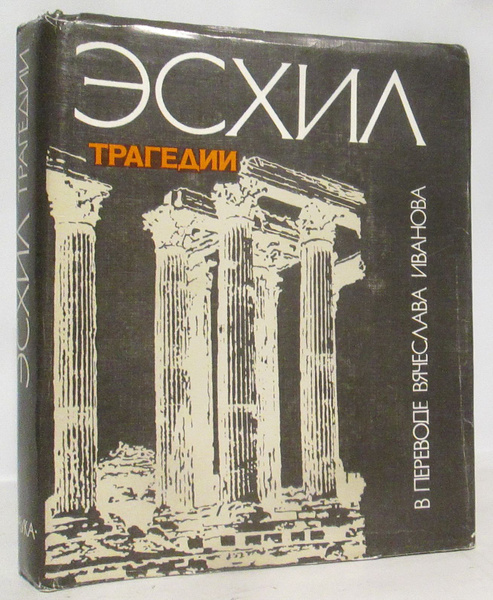 ЭСХИЛ
ТРАГЕДИИ
В ПЕРЕВОДЕ ВЯЧЕСЛАВА ИВАНОВА
ЭСХИЛ ТРАГЕДИИ